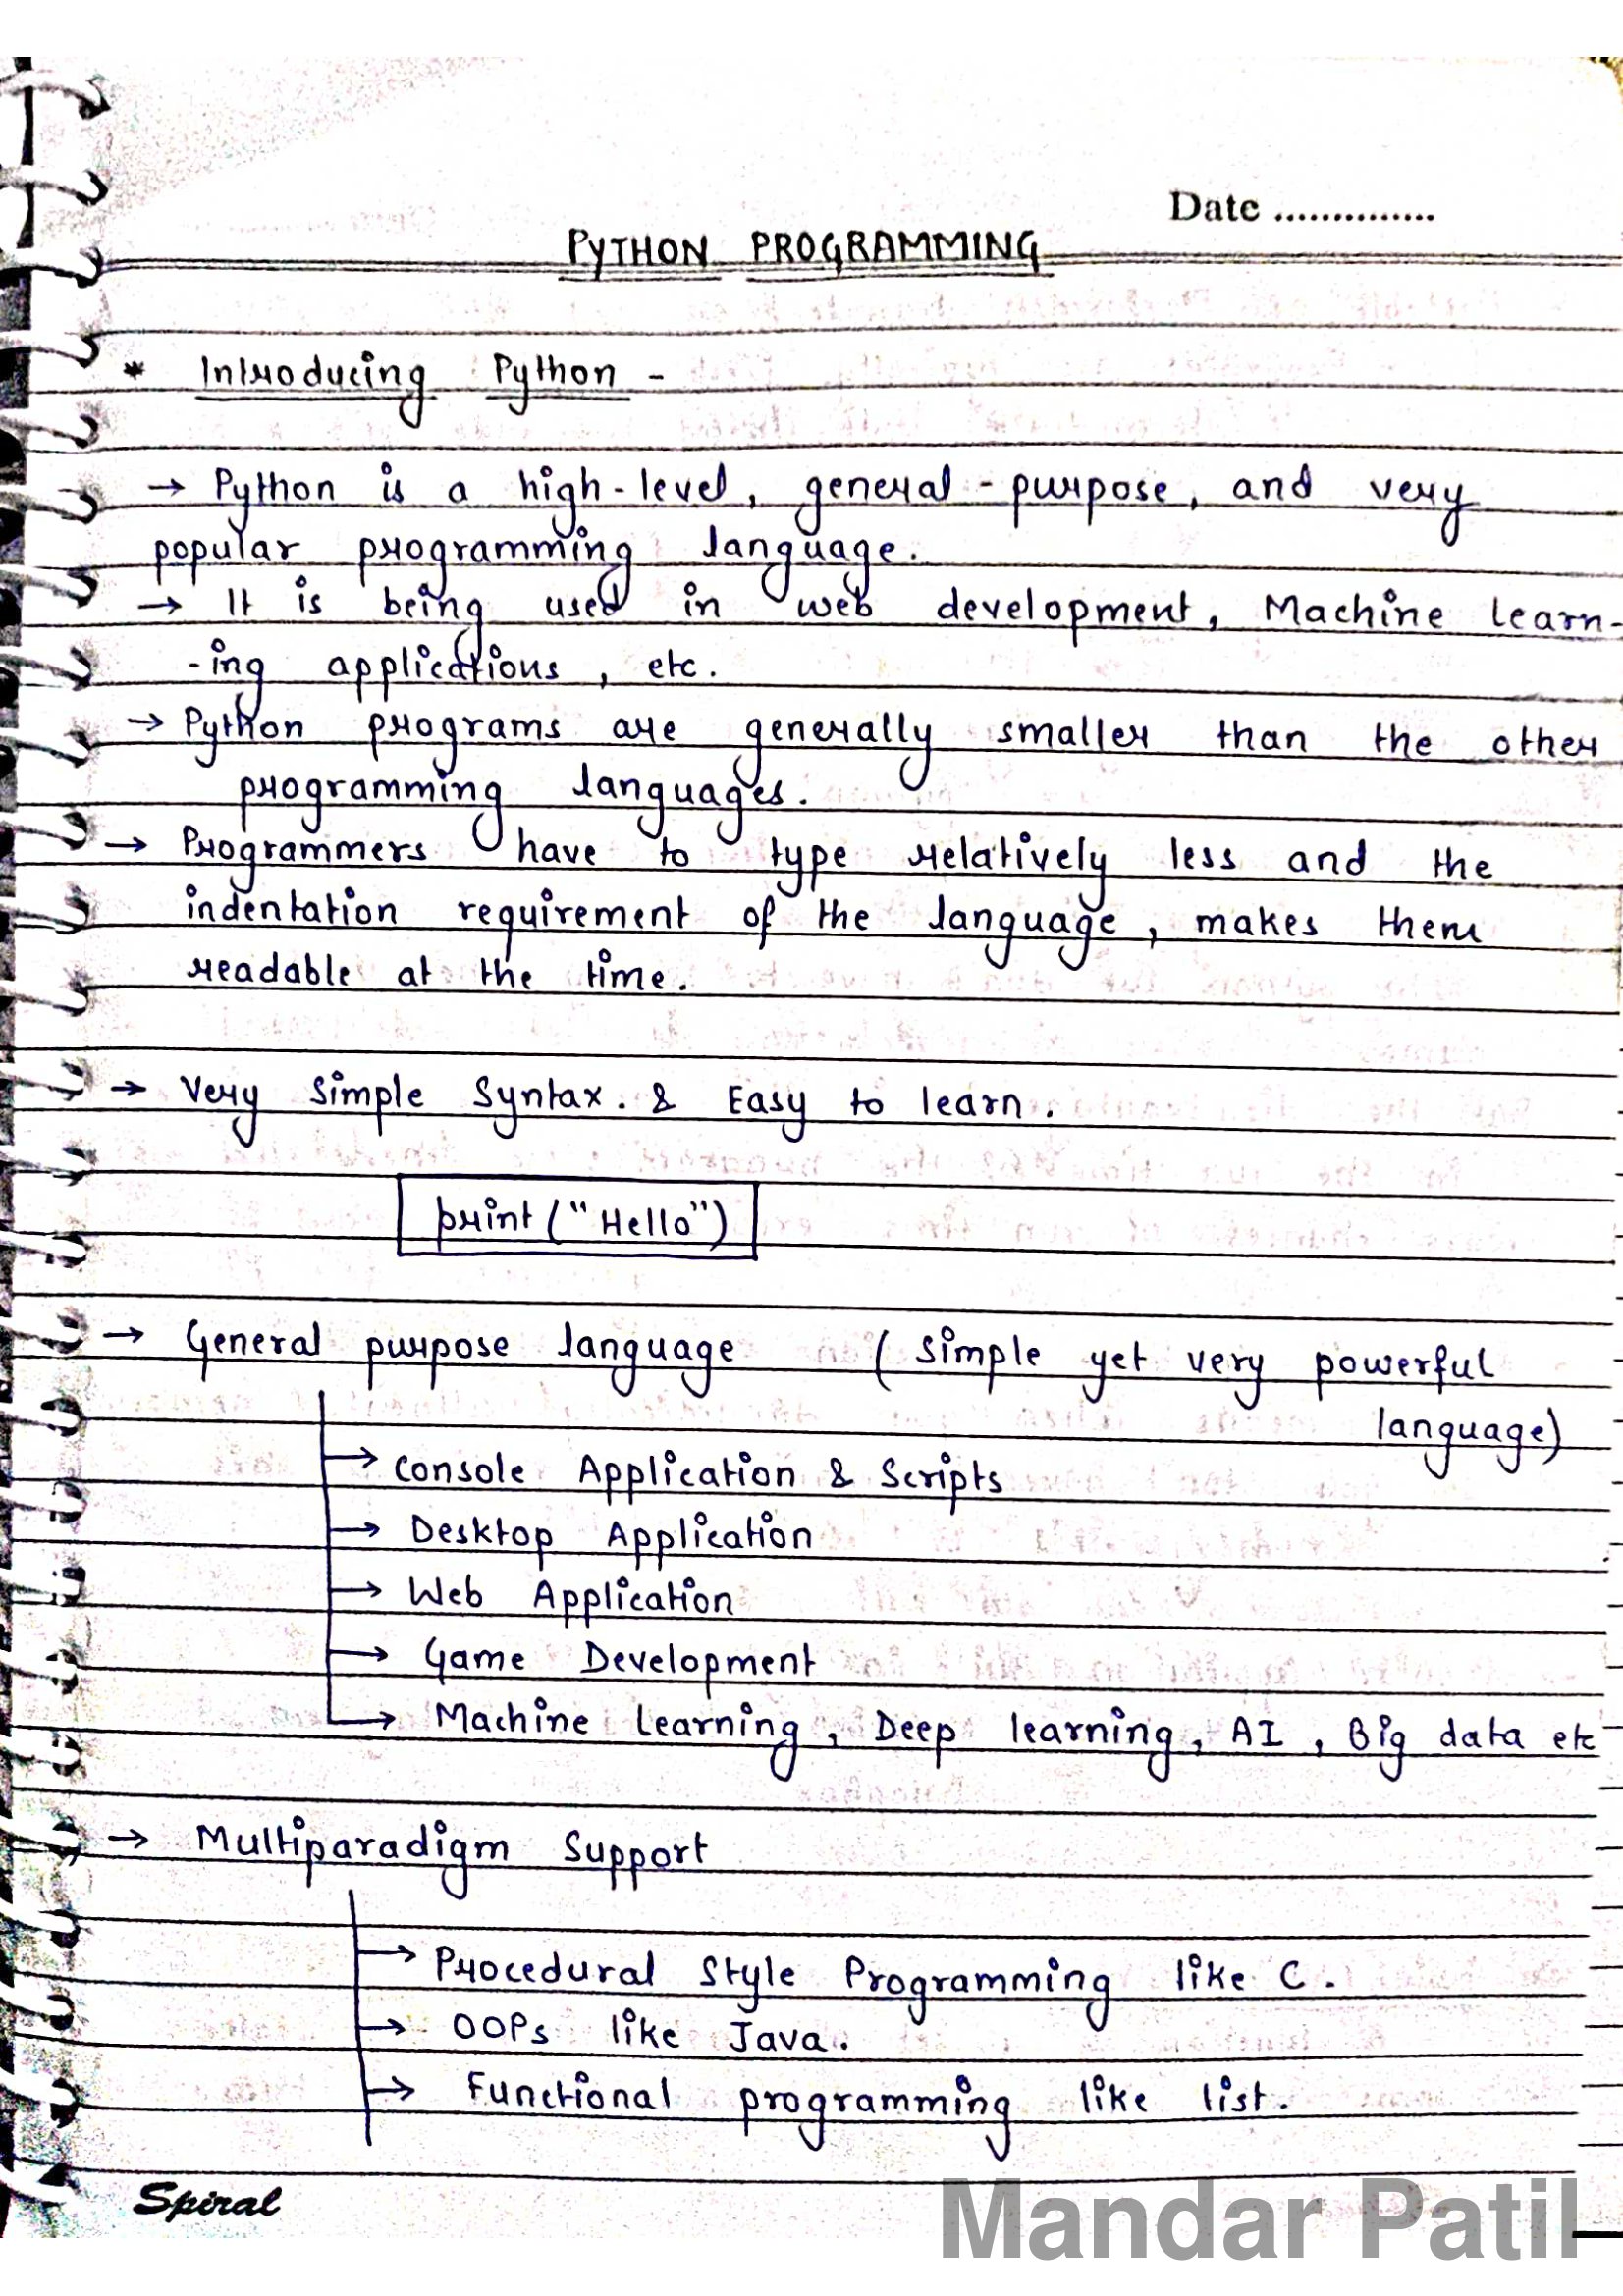 Date ...............
PYTHON PROGRAMMING
* Introducing Python -
→ Python is a high-level, general-purpose, and very
popular programming language.
→ It is being used in web development, Machine learn-
-ing applications, etc.
→ Python programs are generally smaller than the other
programming languages.
→ Programmers have to type relatively less and the
indentation requirement of the language, makes them
readable at the time.
→ Very Simple Syntax. & Easy to learn.
print("Hello")
→ General purpose language (Simple yet very powerful
language)
→ Console Application & Scripts
→ Desktop Application
→ Web Application
→ Game Development
→ Machine Learning, Deep learning, AI, Big data etc
→ Multiparadigm Support
→ Procedural Style Programming like C.
→ OOPs like Java.
→ Functional programming like list.
Spiral
Mandar Patil